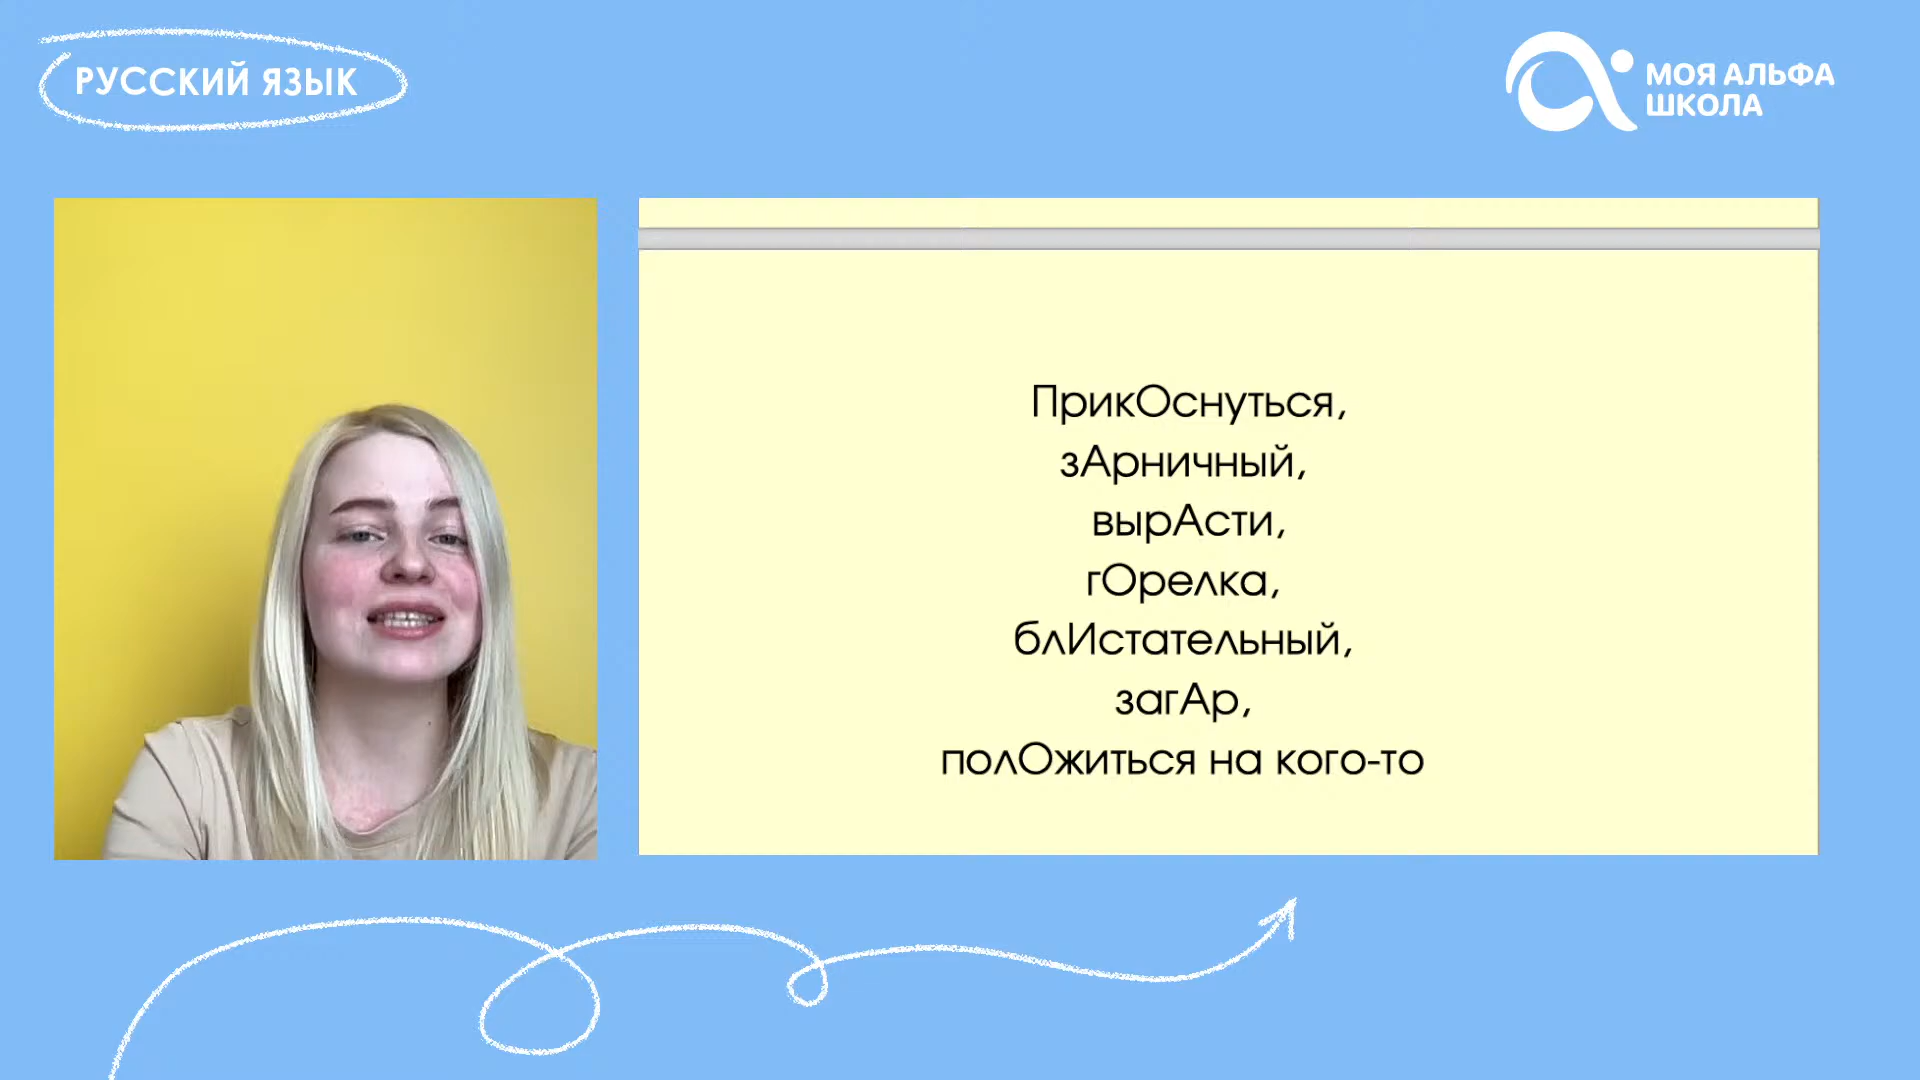 РУССКИЙ ЯЗЫК
МОЯ АЛЬФА
ШКОЛА
ПрикОснуться,
зАрничный,
вырАсти,
гОрелка,
блИстательный,
загАр,
полОжиться на кого-то